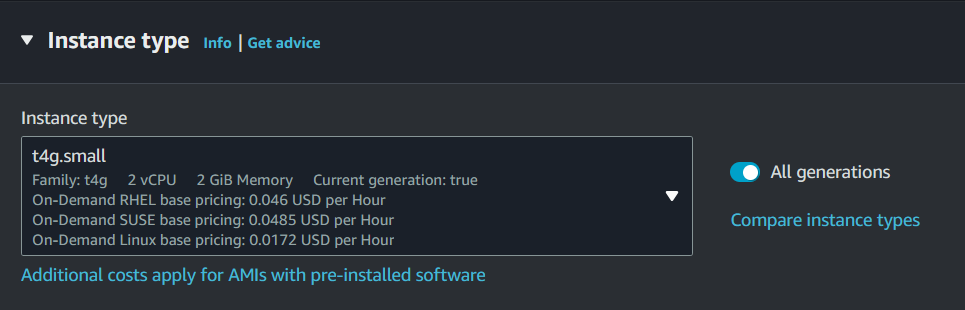 Instance type Info | Get advice
Instance type
t4g.small
Family: t4g 2 vCPU 2 GiB Memory Current generation: true
On-Demand RHEL base pricing: 0.046 USD per Hour
On-Demand SUSE base pricing: 0.0485 USD per Hour
On-Demand Linux base pricing: 0.0172 USD per Hour
All generations
Compare instance types
Additional costs apply for AMIs with pre-installed software